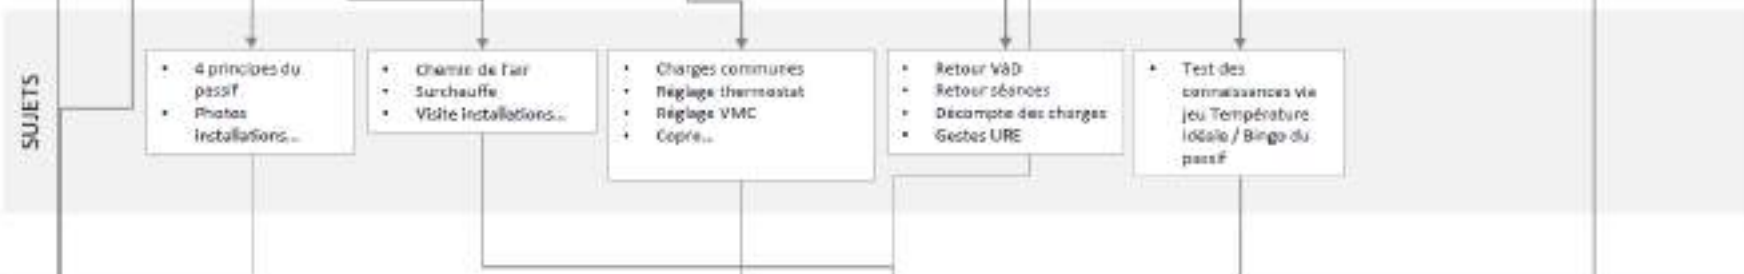 SUJETS
• 4 principes du
passif
• Photos
installations...
• Chemin de l'air
• Surchauffe
• Visite installations...
• Charges communes
• Réglage thermostat
• Réglage VMC
• Copro...
• Retour VàD
• Retour séances
• Décompte des charges
• Gestes URE
• Test des
connaissances via
jeu Température
idéale / Bingo du
passif